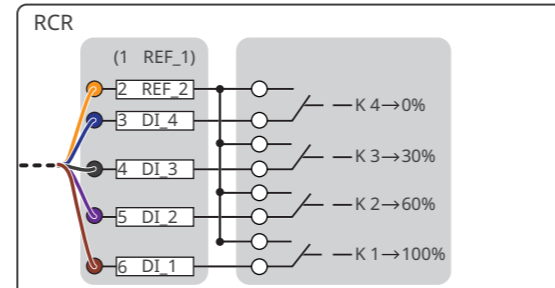 RCR
(1 REF_1)
2 REF_2
3 DI_4
K 4→0%
4 DI_3
K 3→30%
5 DI_2
K 2→60%
6 DI_1
K 1→100%